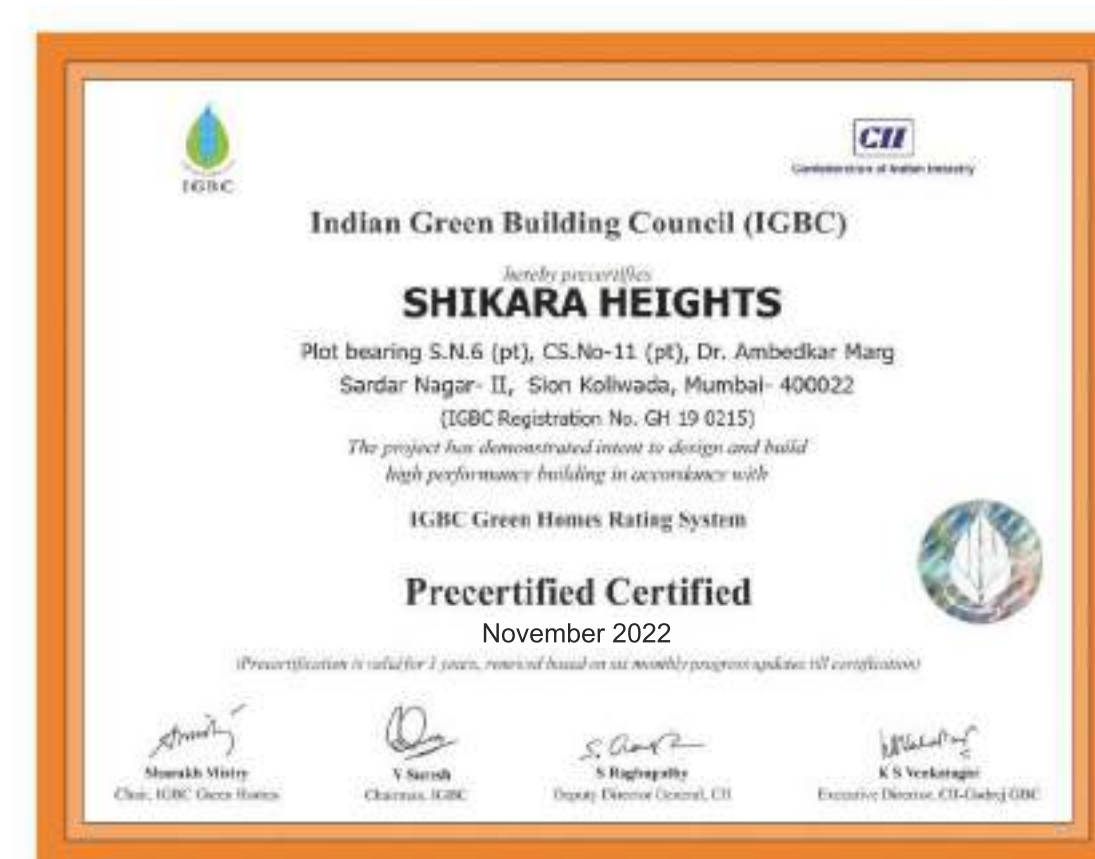 IGBC
CII
Confederation of Indian Industry
Indian Green Building Council (IGBC)
hereby precertifies
SHIKARA HEIGHTS
Plot bearing S.N.6 (pt), CS.No-11 (pt), Dr. Ambedkar Marg
Sardar Nagar- II, Sion Koliwada, Mumbai- 400022
(IGBC Registration No. GH 19 0215)
The project has demonstrated intent to design and build
high performance building in accordance with
IGBC Green Homes Rating System
Precertified Certified
November 2022
(Precertification is valid for 3 years, renewed based on six monthly progress updates till certification)
Sharukh Mistry
V Suresh
S Raghupathy
K S Venkatagiri
Chair, IGBC Green Homes
Chairman, IGBC
Deputy Director General, CII
Executive Director, CII-Godrej GBC